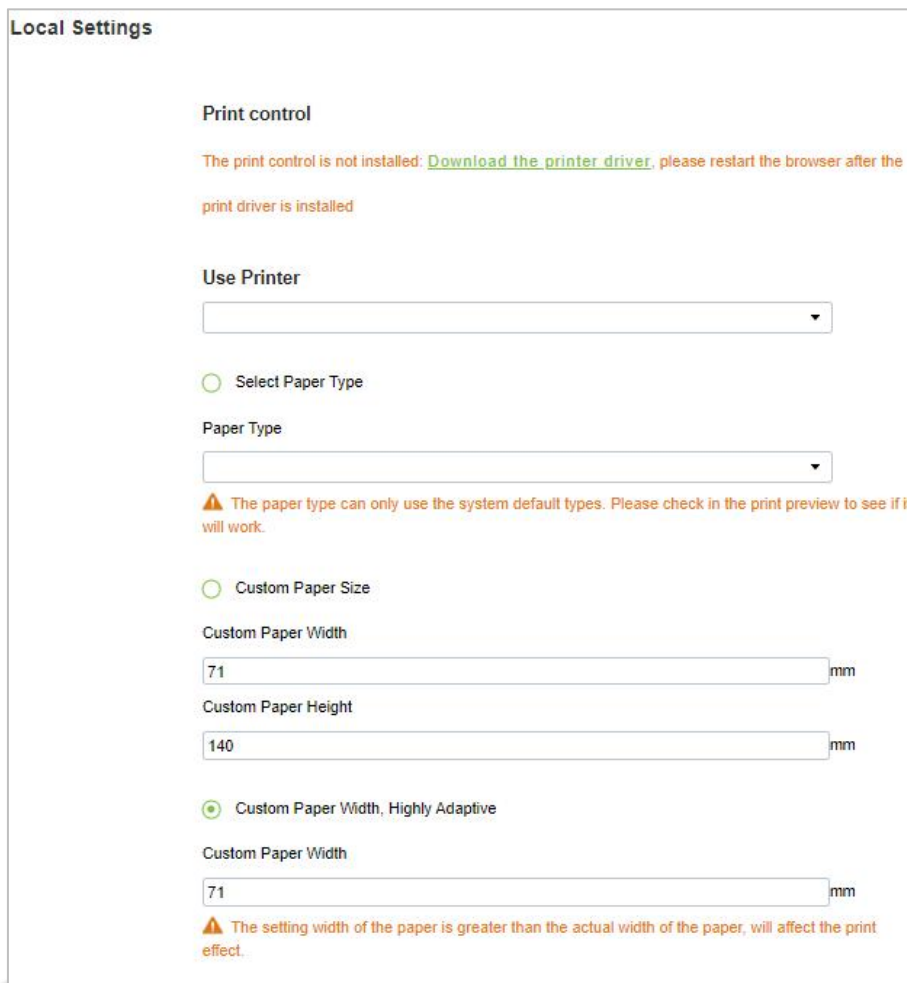 Local Settings
Print control
The print control is not installed: Download the printer driver, please restart the browser after the
print driver is installed
Use Printer
Select Paper Type
Paper Type
The paper type can only use the system default types. Please check in the print preview to see if i
will work.
Custom Paper Size
Custom Paper Width
71 mm
Custom Paper Height
140 mm
Custom Paper Width, Highly Adaptive
Custom Paper Width
71 mm
The setting width of the paper is greater than the actual width of the paper, will affect the print
effect.